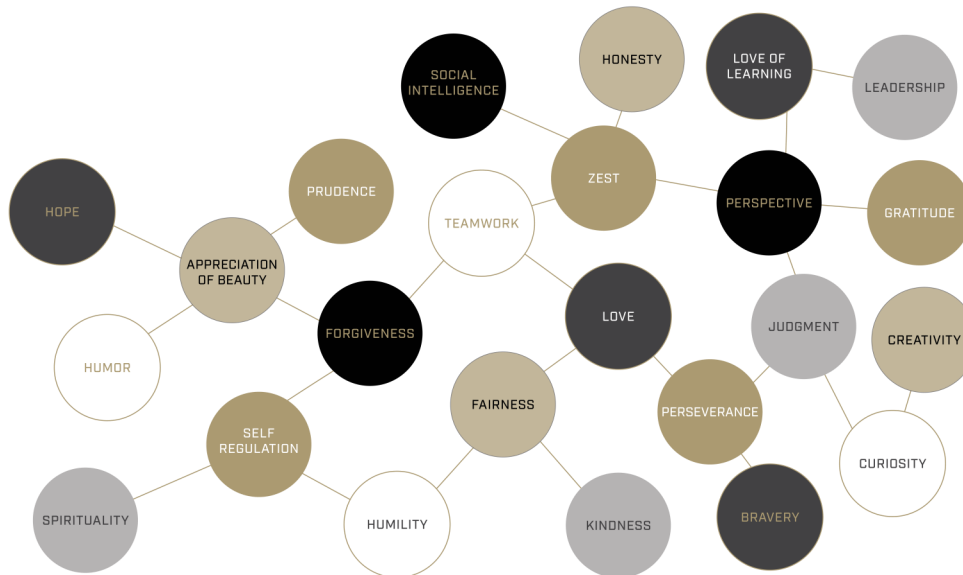 SOCIAL
INTELLIGENCE
HONESTY
LOVE OF
LEARNING
LEADERSHIP
HOPE
PRUDENCE
ZEST
PERSPECTIVE
GRATITUDE
TEAMWORK
APPRECIATION
OF BEAUTY
FORGIVENESS
LOVE
JUDGMENT
CREATIVITY
HUMOR
FAIRNESS
PERSEVERANCE
SELF
REGULATION
CURIOSITY
SPIRITUALITY
HUMILITY
KINDNESS
BRAVERY